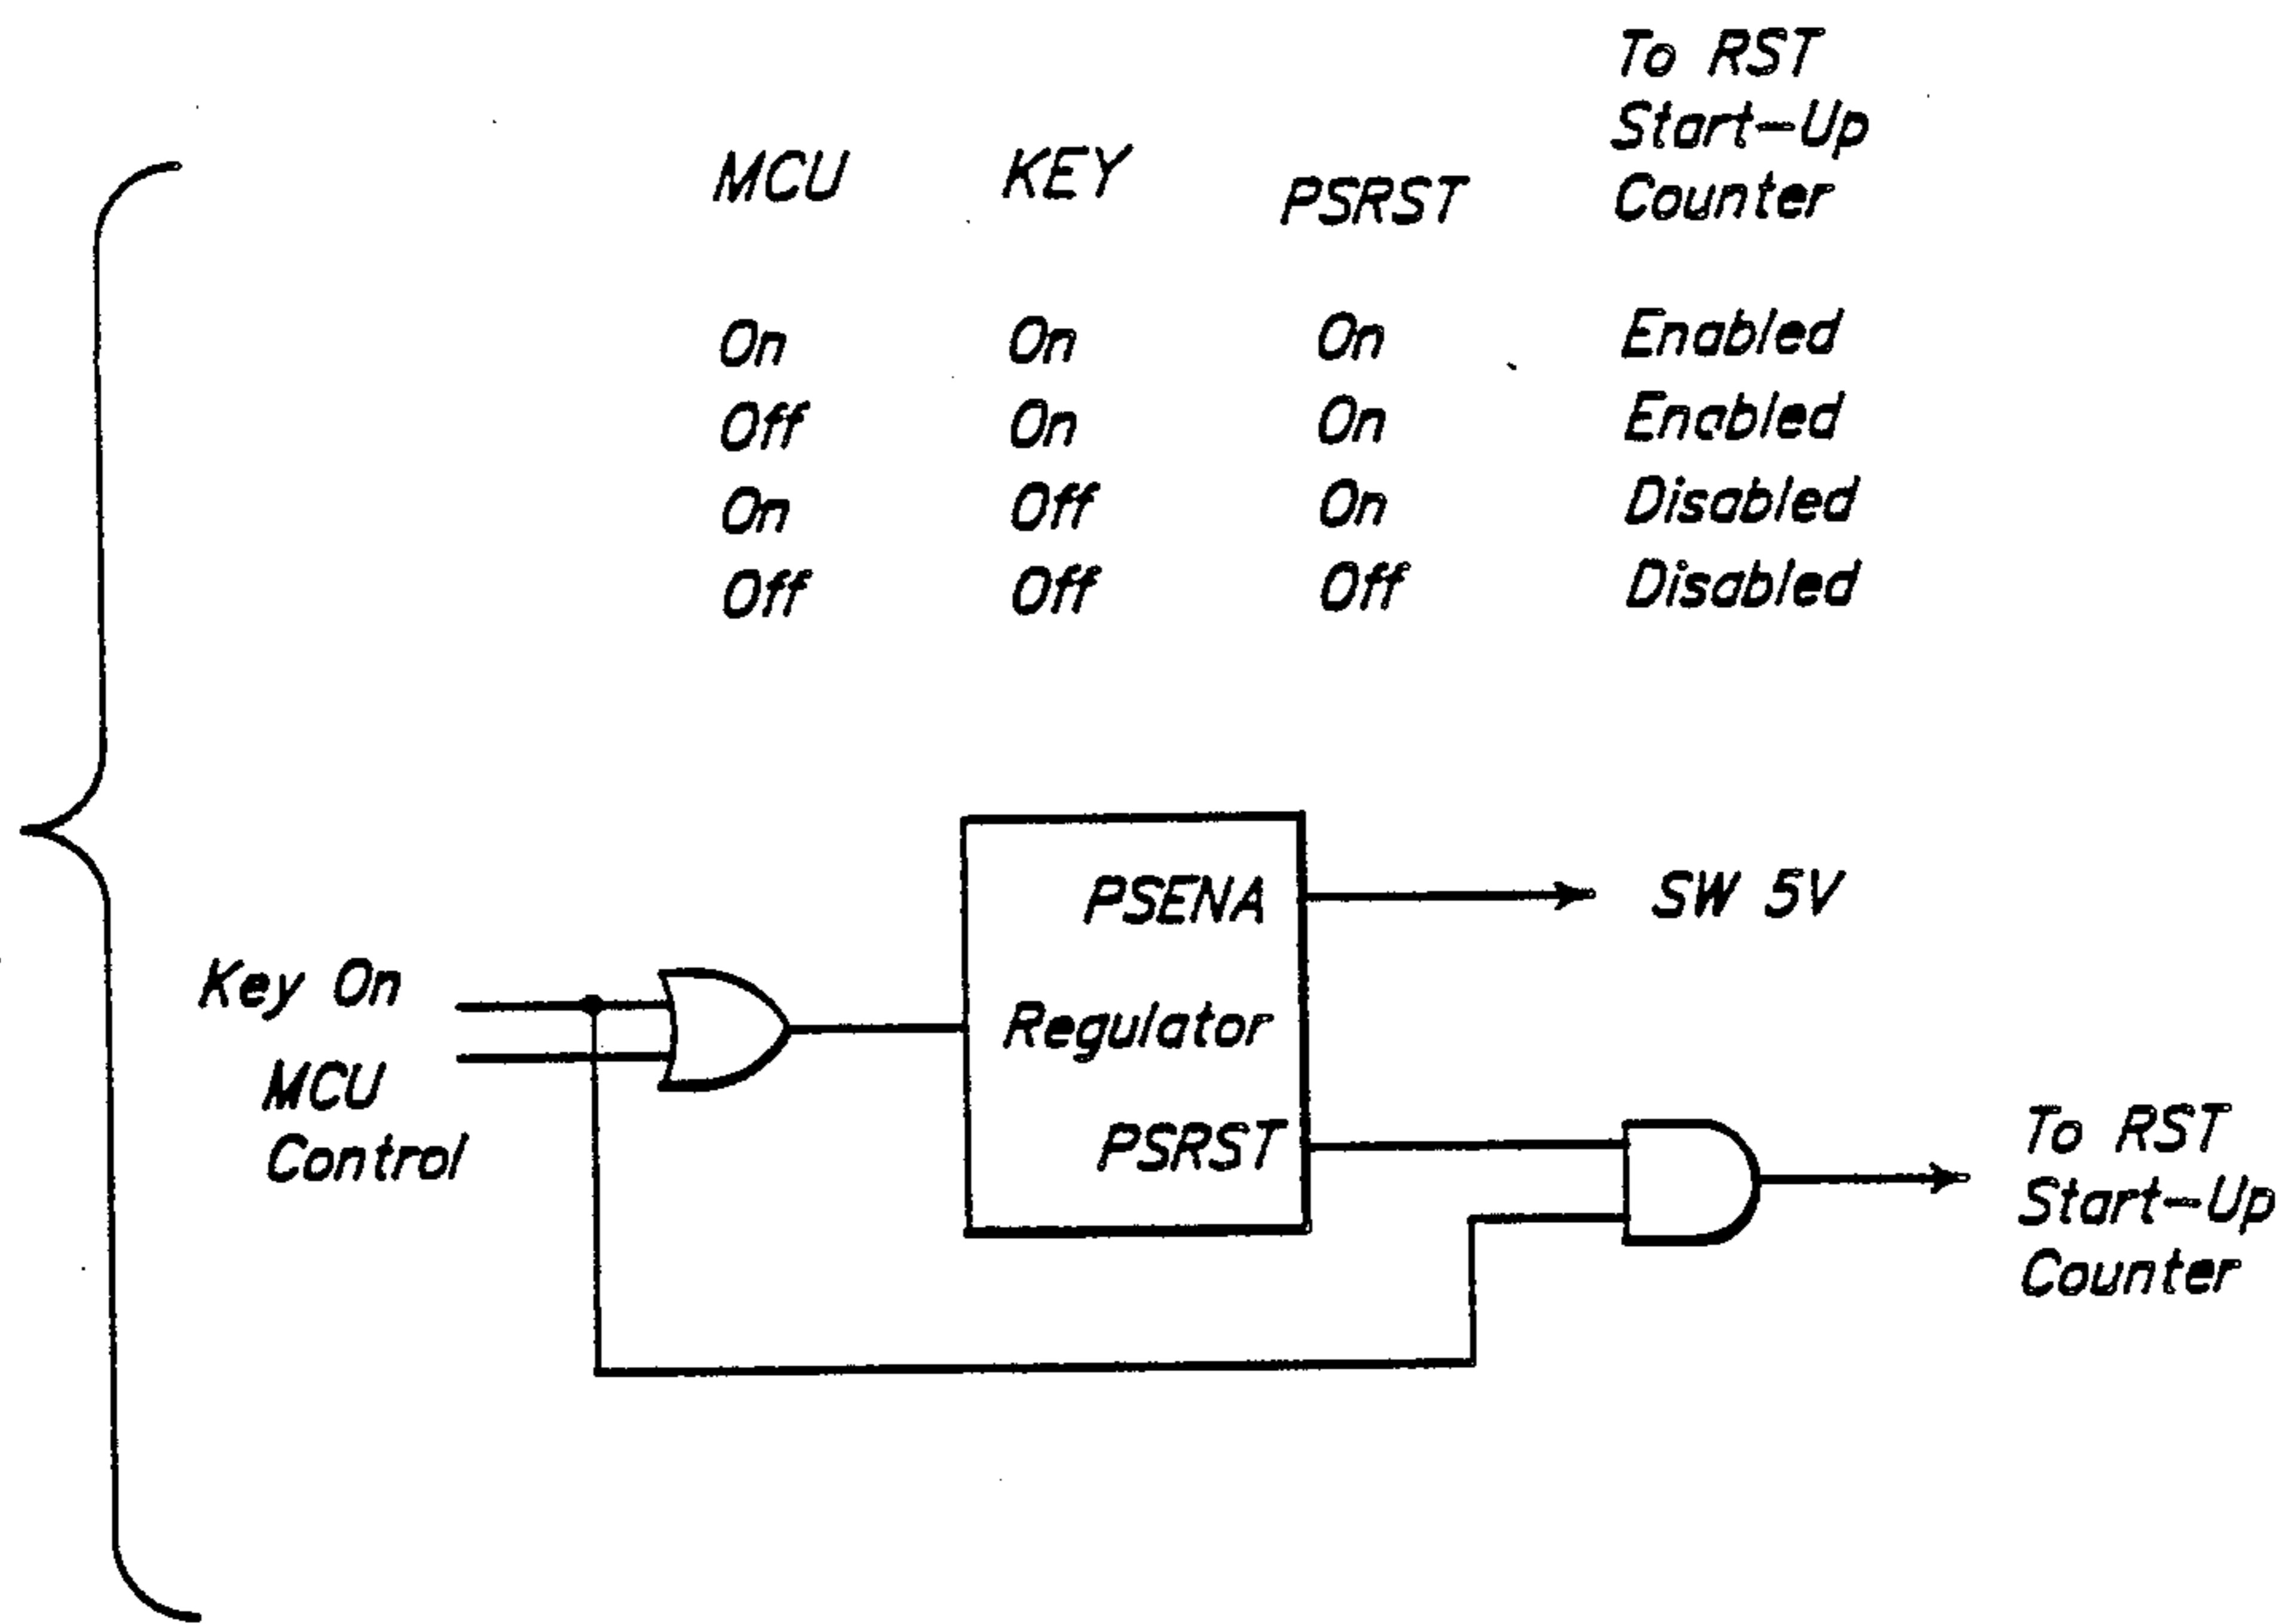 To RST
Start-Up
MCU KEY PSRST Counter
On On On Enabled
Off On On Enabled
On Off On Disabled
Off Off Off Disabled
PSENA SW 5V
Key On
Regulator
MCU
Control
PSRST
To RST
Start-Up
Counter